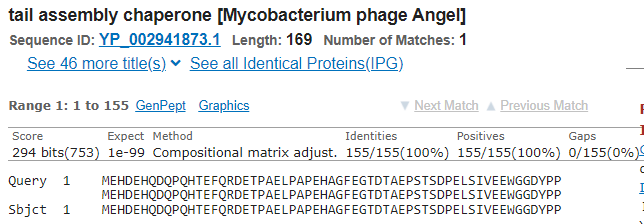 tail assembly chaperone [Mycobacterium phage Angel]
Sequence ID: YP_002941873.1 Length: 169 Number of Matches: 1
See 46 more title(s) See all Identical Proteins(IPG)
Range 1: 1 to 155 GenPept Graphics Next Match Previous Match
Score Expect Method Identities Positives Gaps
294 bits(753) 1e-99 Compositional matrix adjust. 155/155(100%) 155/155(100%) 0/155(0%)
Query 1 MEHDEHQDQPQHTEFQRDETPAELPAPEHAGFEGTDTAEPSTSDPELSIVEEWGGDYPP
MEHDEHQDQPQHTEFQRDETPAELPAPEHAGFEGTDTAEPSTSDPELSIVEEWGGDYPP
Sbjct 1 MEHDEHQDQPQHTEFQRDETPAELPAPEHAGFEGTDTAEPSTSDPELSIVEEWGGDYPP